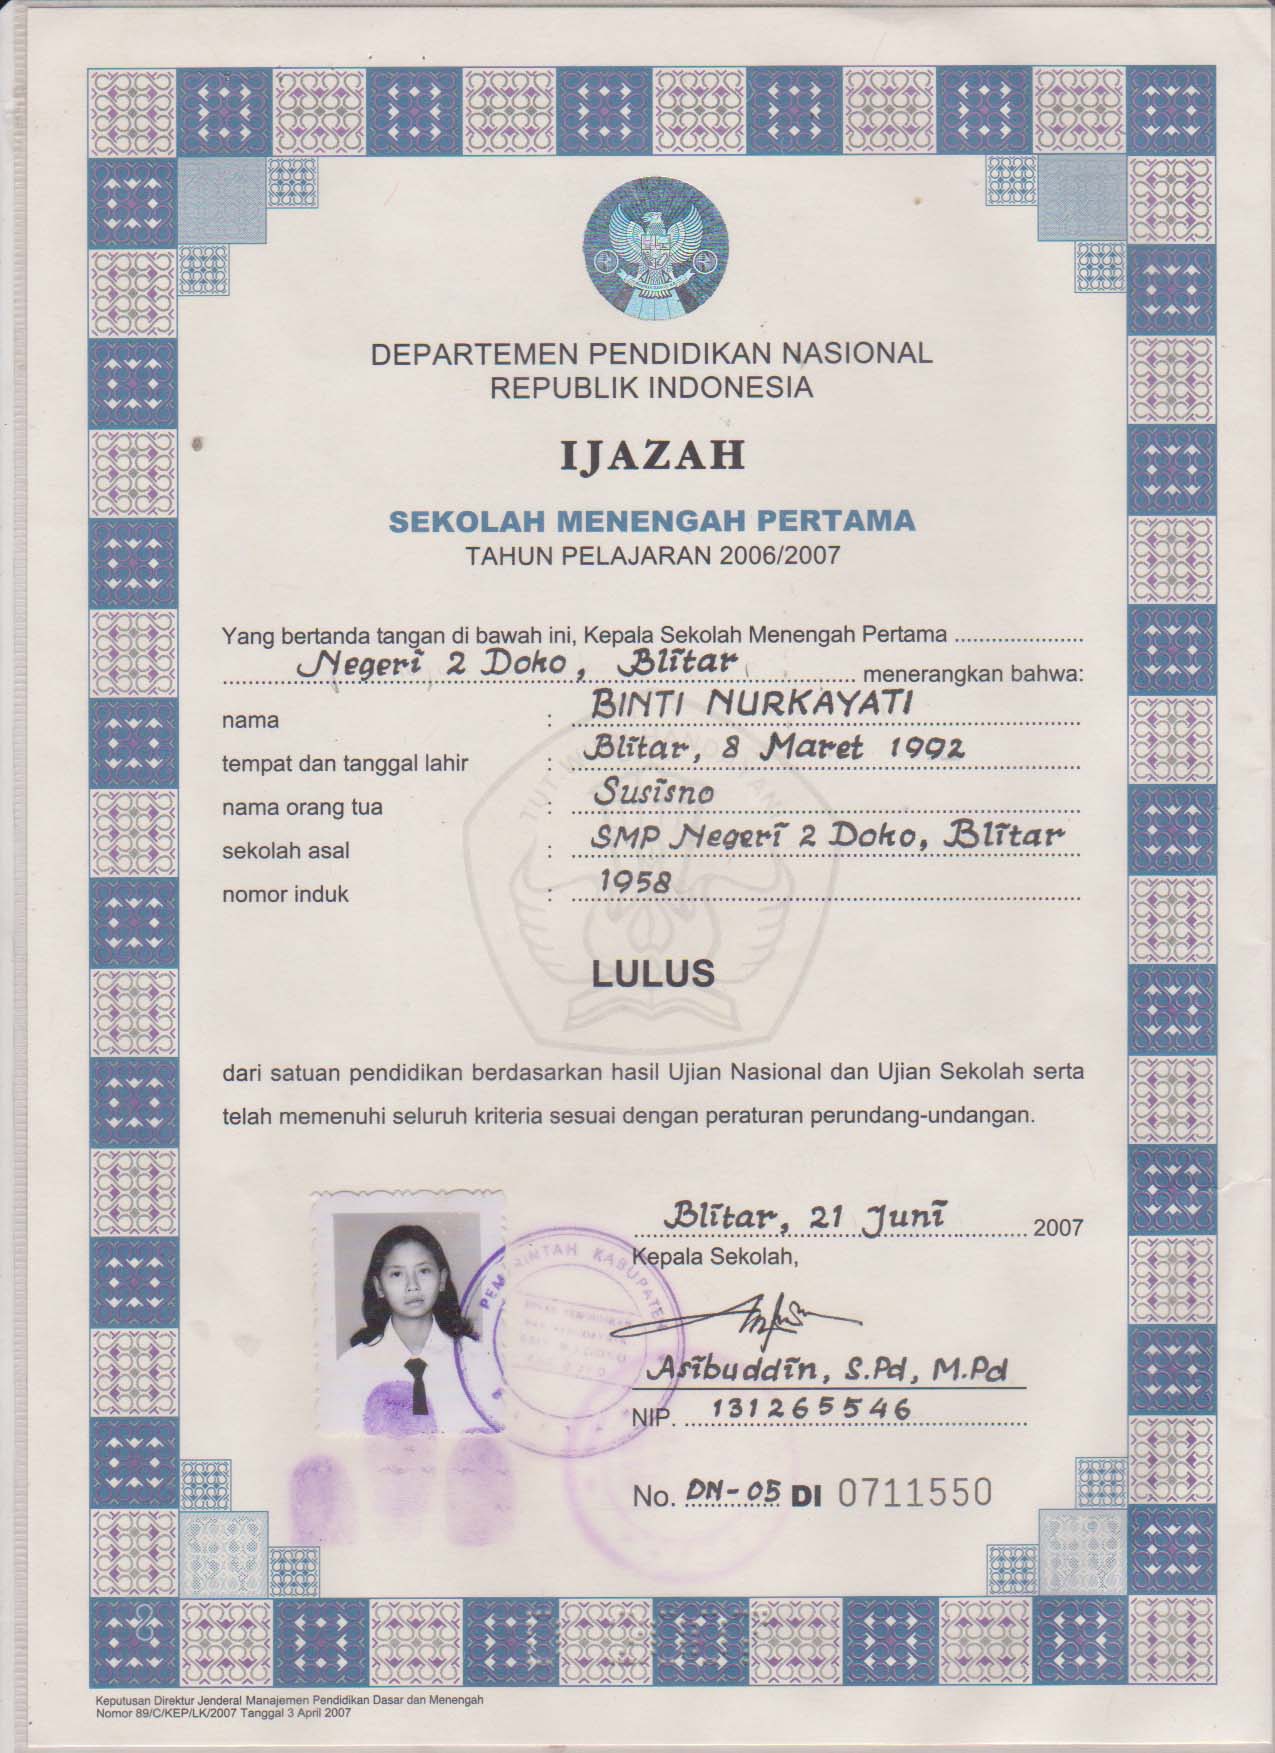 DEPARTEMEN PENDIDIKAN NASIONAL
REPUBLIK INDONESIA
IJAZAH
SEKOLAH MENENGAH PERTAMA
TAHUN PELAJARAN 2006/2007
Yang bertanda tangan di bawah ini, Kepala Sekolah Menengah Pertama .....................
Negeri 2 Doko, Blitar menerangkan bahwa:
nama : BINTI NURKAYATI
tempat dan tanggal lahir : Blitar, 8 Maret 1992
nama orang tua : Susisno
sekolah asal : SMP Negeri 2 Doko, Blitar
nomor induk : 1958
TUT WURI HANDAYANI
LULUS
dari satuan pendidikan berdasarkan hasil Ujian Nasional dan Ujian Sekolah serta
telah memenuhi seluruh kriteria sesuai dengan peraturan perundang-undangan.
Blitar, 21 Juni 2007
Kepala Sekolah,
PEMERINTAH KABUPATEN
Asibuddin, S.Pd, M.Pd
NIP. 131265546
No. DN-05 DI 0711550
Keputusan Direktur Jenderal Manajemen Pendidikan Dasar dan Menengah
Nomor 89/C/KEP/LK/2007 Tanggal 3 April 2007